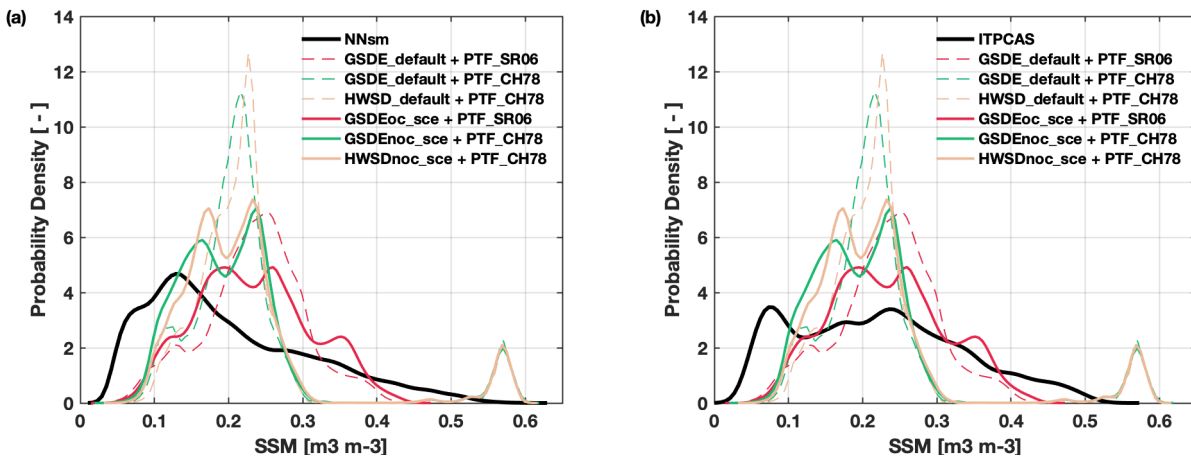 (a)
14
12
10
8
6
4
2
0
Probability Density [ - ]
NNsm
GSDE_default + PTF_SR06
GSDE_default + PTF_CH78
HWSD_default + PTF_CH78
GSDEoc_sce + PTF_SR06
GSDEnoc_sce + PTF_CH78
HWSDnoc_sce + PTF_CH78
0 0.1 0.2 0.3 0.4 0.5 0.6
SSM [m3 m-3]
(b)
14
12
10
8
6
4
2
0
Probability Density [ - ]
ITPCAS
GSDE_default + PTF_SR06
GSDE_default + PTF_CH78
HWSD_default + PTF_CH78
GSDEoc_sce + PTF_SR06
GSDEnoc_sce + PTF_CH78
HWSDnoc_sce + PTF_CH78
0 0.1 0.2 0.3 0.4 0.5 0.6
SSM [m3 m-3]